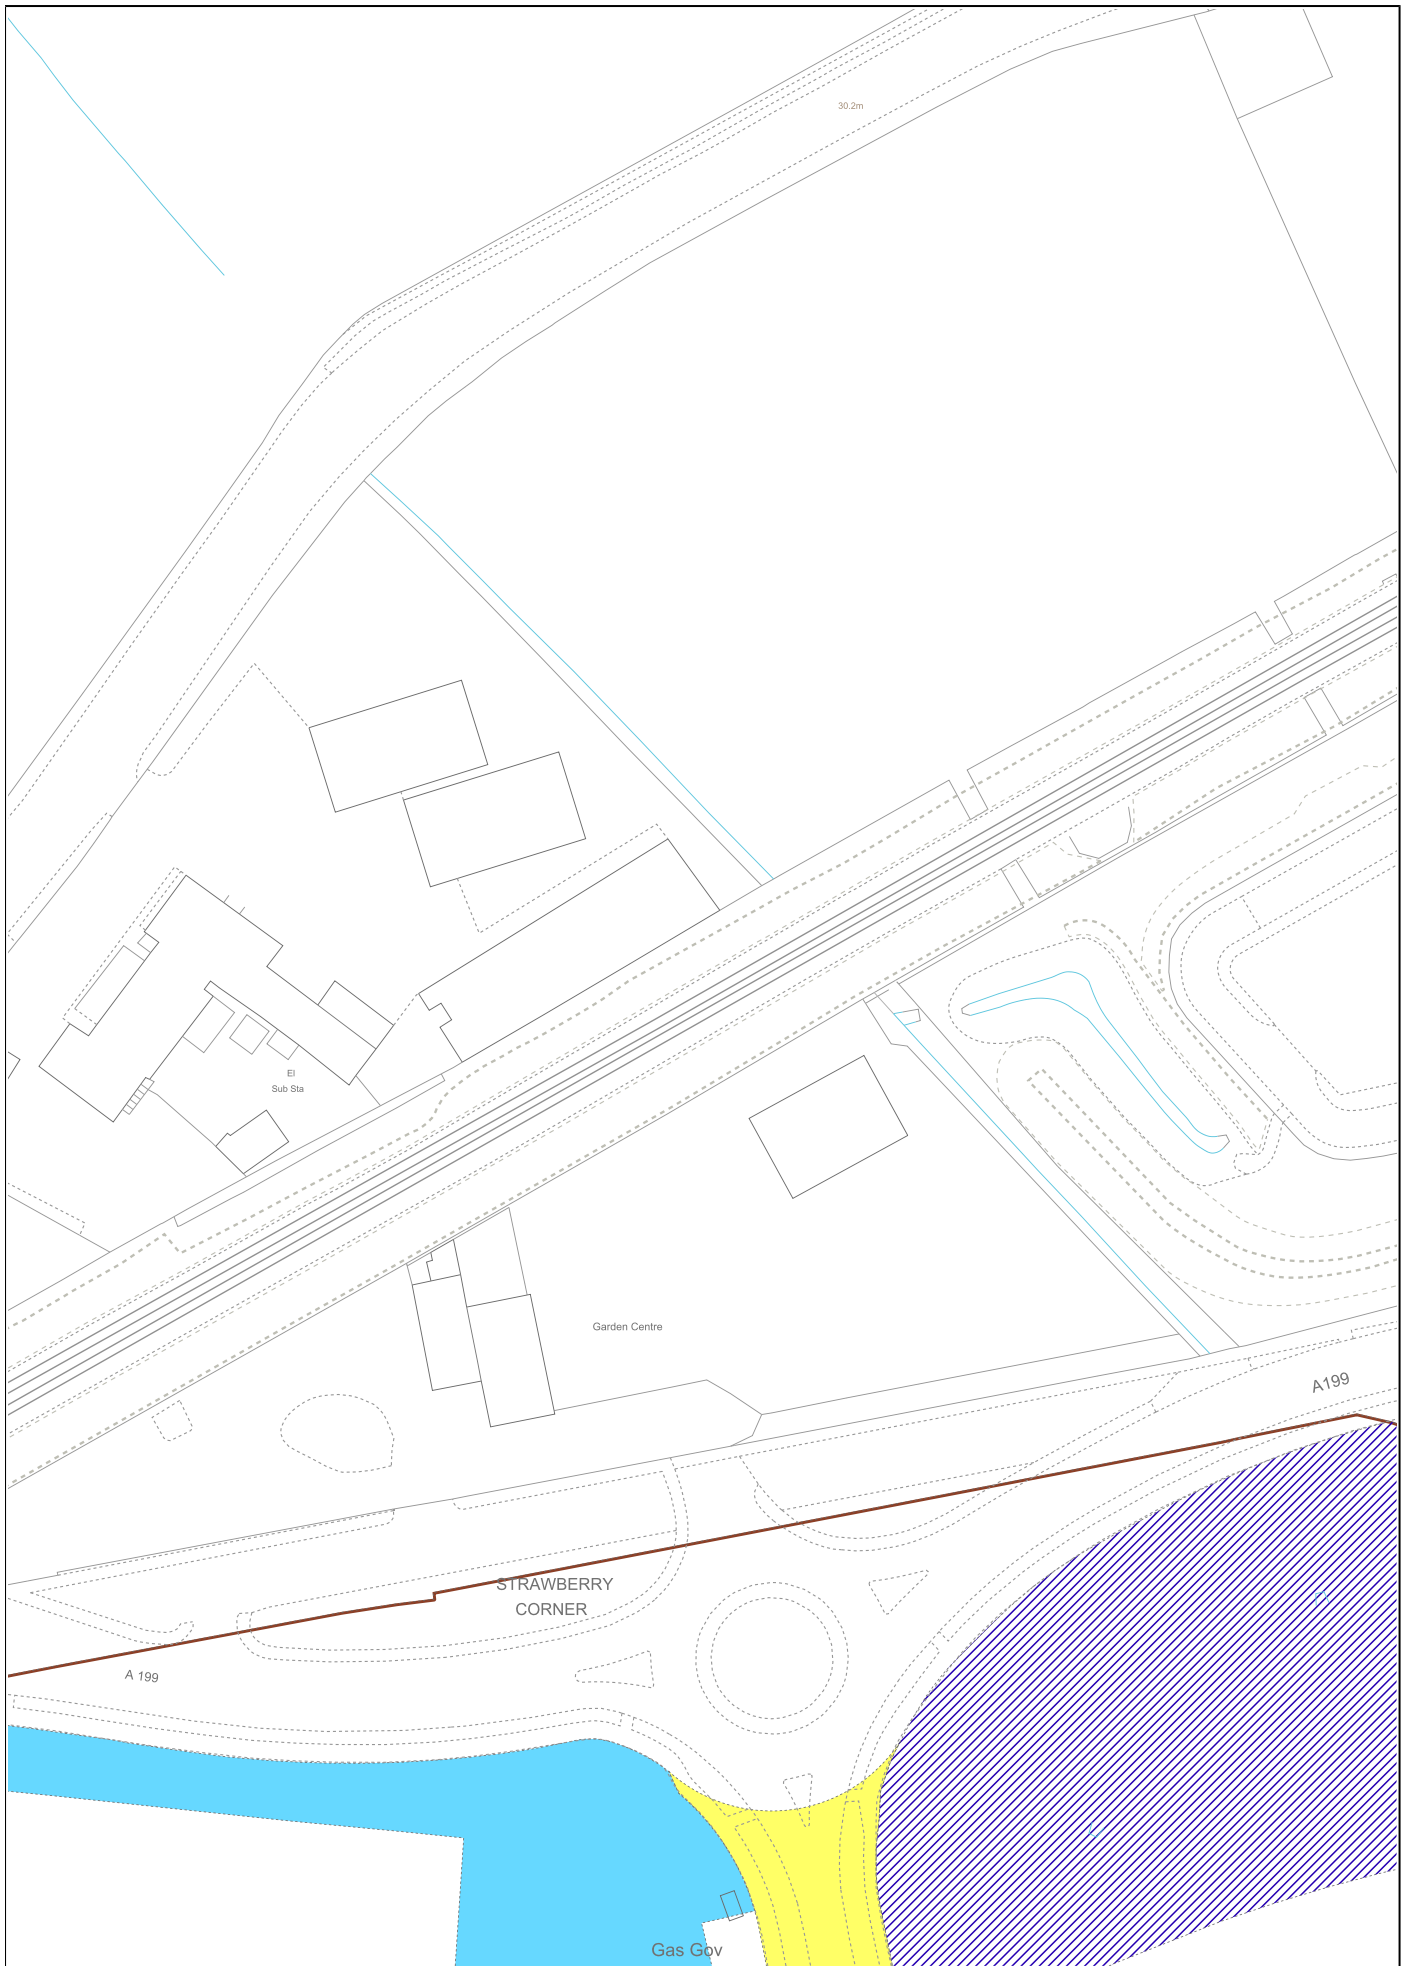 30.2m
El
Sub Sta
Garden Centre
A199
STRAWBERRY
CORNER
A 199
Gas Gov